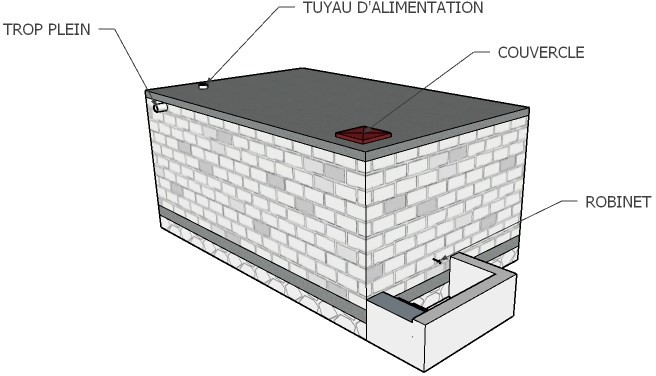 TUYAU D'ALIMENTATION
TROP PLEIN
COUVERCLE
ROBINET